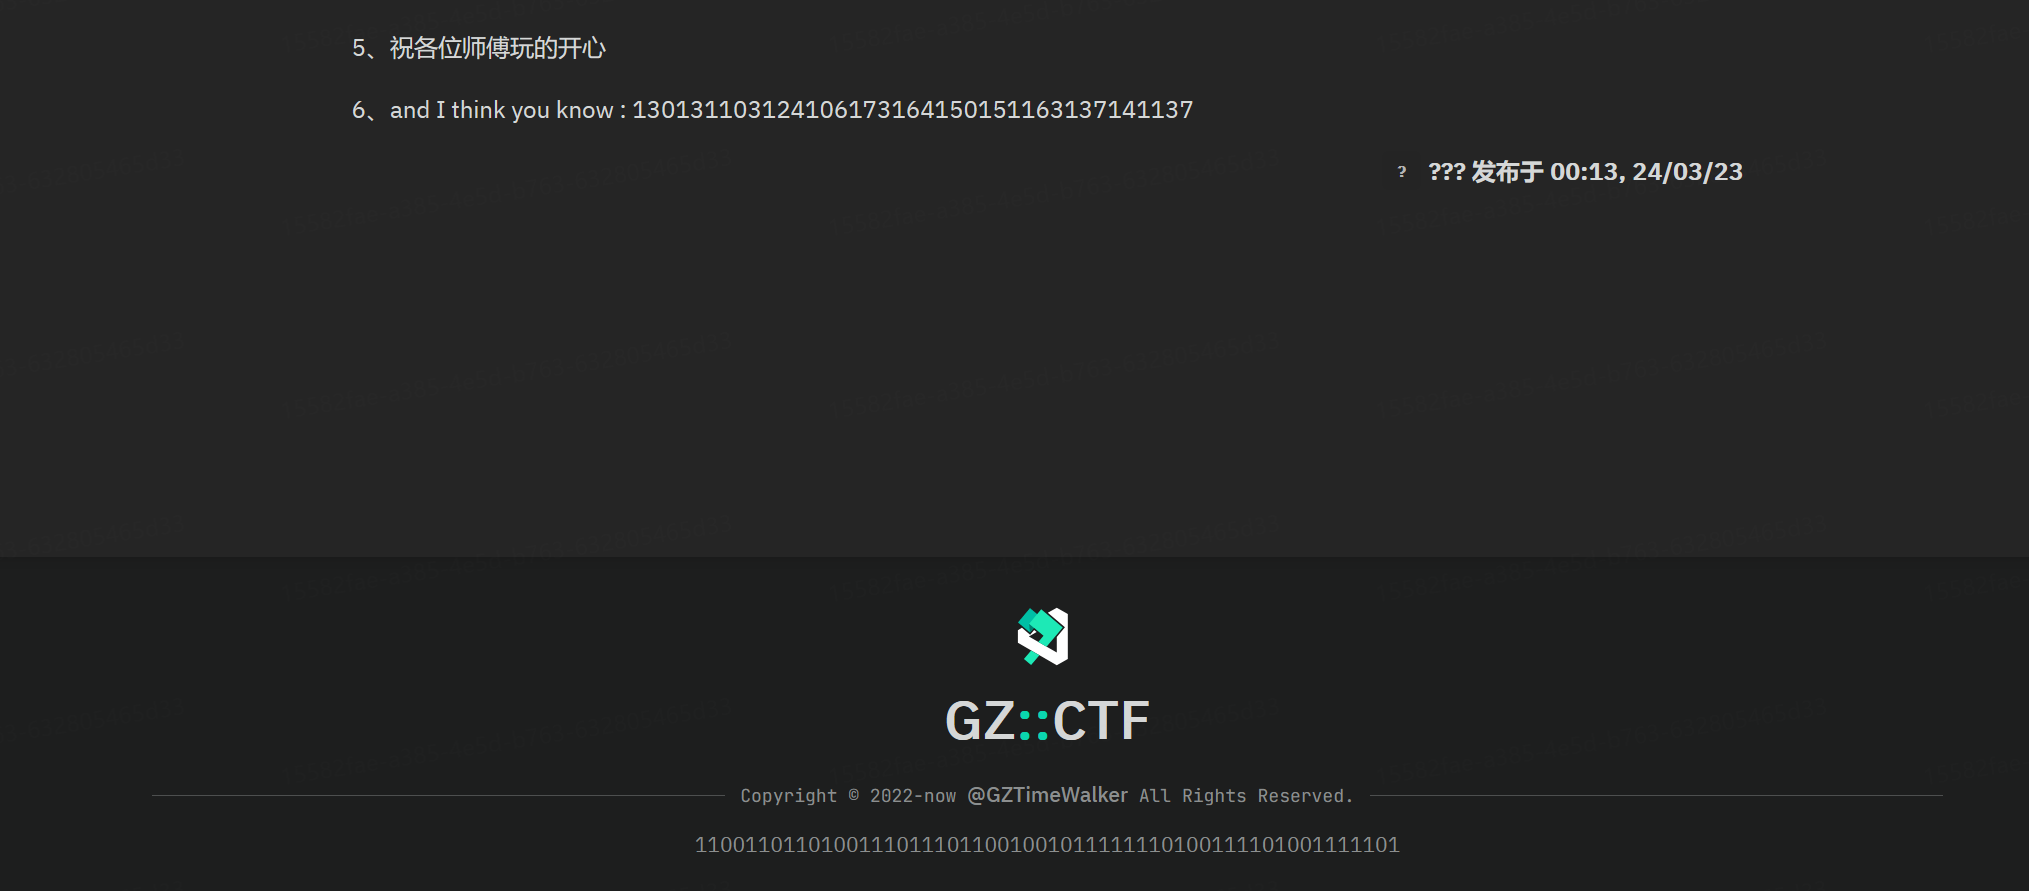 5、祝各位师傅玩的开心
6、and I think you know : 130131103124106173164150151163137141137
? ??? 发布于 00:13, 24/03/23
GZ::CTF
Copyright © 2022-now @GZTimeWalker All Rights Reserved.
11001101101001110111011001001011111110100111101001111101